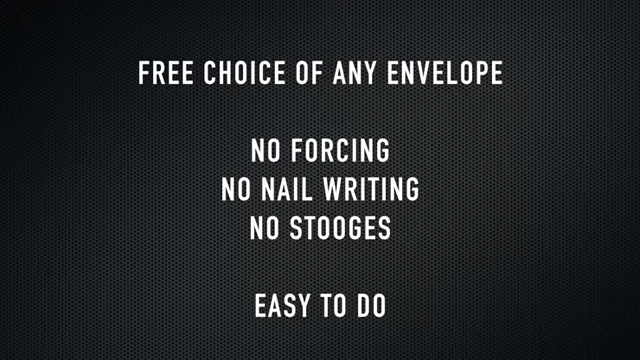 FREE CHOICE OF ANY ENVELOPE
NO FORCING
NO NAIL WRITING
NO STOOGES
EASY TO DO